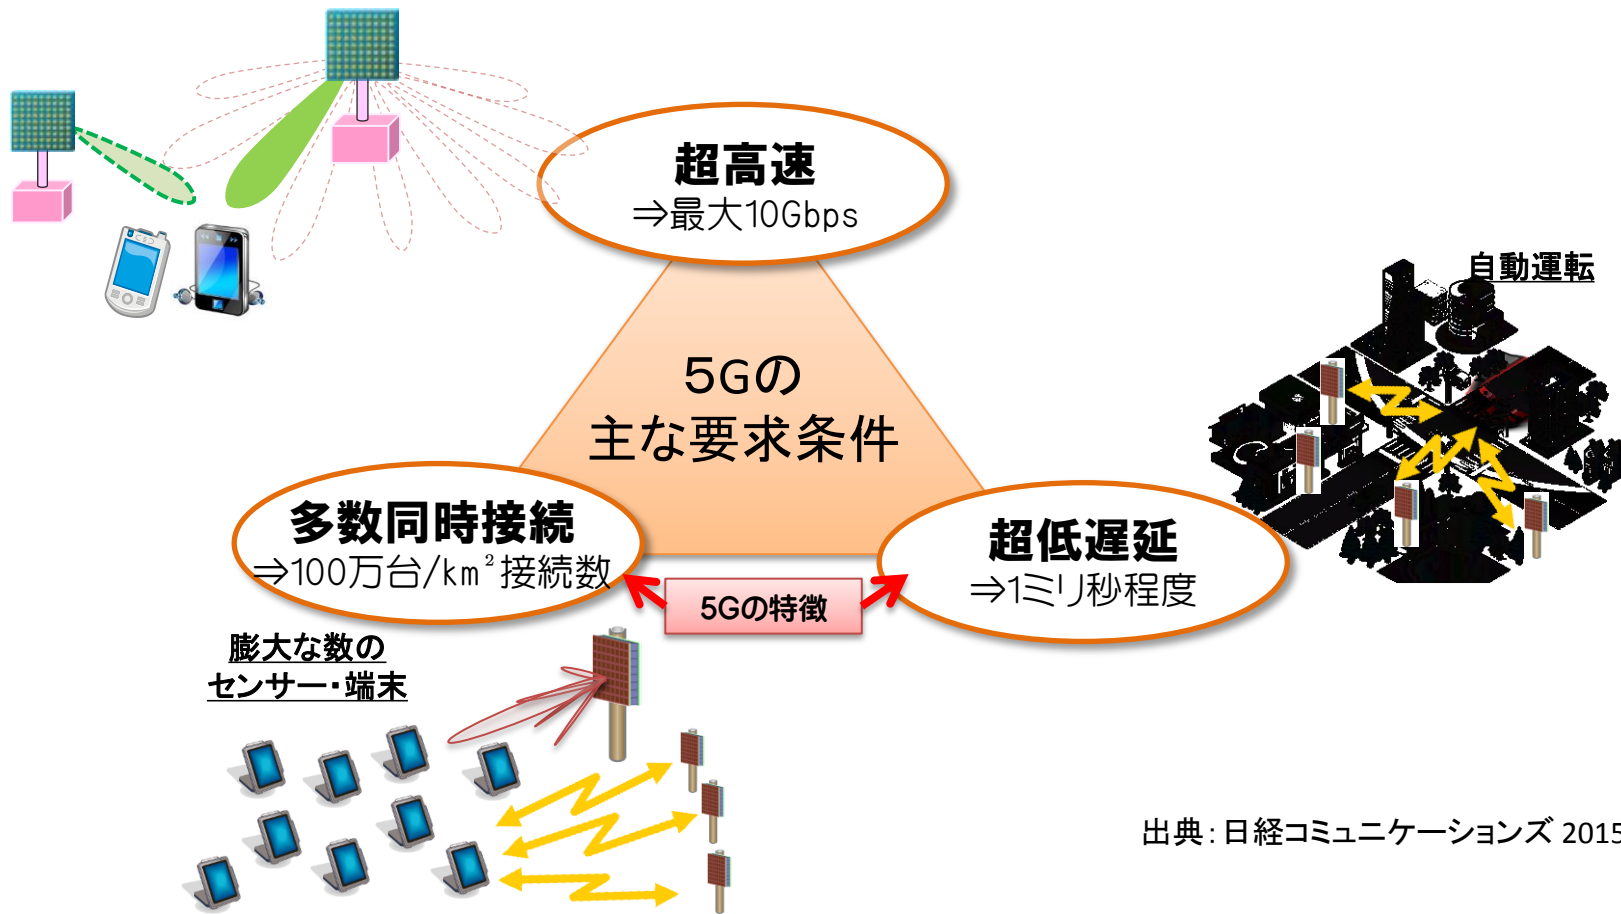 超高速
⇒最大10Gbps
自動運転
5Gの
主な要求条件
多数同時接続
⇒100万台/km²接続数
超低遅延
⇒1ミリ秒程度
5Gの特徴
膨大な数の
センサー・端末
出典：日経コミュニケーションズ 2015